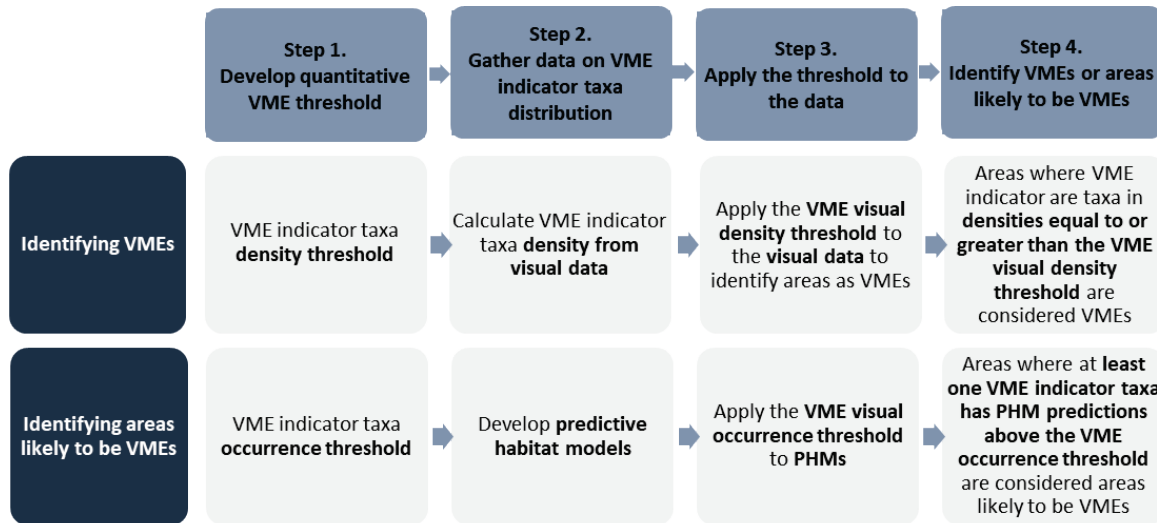 Step 1.
Develop quantitative
VME threshold
Step 2.
Gather data on VME
indicator taxa
distribution
Step 3.
Apply the threshold to
the data
Step 4.
Identify VMEs or areas
likely to be VMEs
Identifying VMEs
VME indicator taxa
density threshold
Calculate VME indicator
taxa density from
visual data
Apply the VME visual
density threshold to
the visual data to
identify areas as VMEs
Areas where VME
indicator are taxa in
densities equal to or
greater than the VME
visual density
threshold are
considered VMEs
Identifying areas
likely to be VMEs
VME indicator taxa
occurrence threshold
Develop predictive
habitat models
Apply the VME visual
occurrence threshold
to PHMs
Areas where at least
one VME indicator taxa
has PHM predictions
above the VME
occurrence threshold
are considered areas
likely to be VMEs